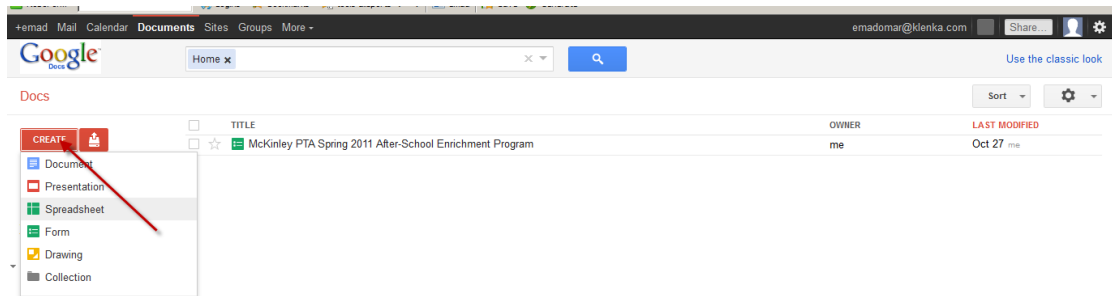 +emad Mail Calendar Documents Sites Groups More
emadomar@klenka.com Share...
Google Docs
Home x
Use the classic look
Docs
Sort
TITLE OWNER LAST MODIFIED
CREATE
McKinley PTA Spring 2011 After-School Enrichment Program me Oct 27 me
Document
Presentation
Spreadsheet
Form
Drawing
Collection